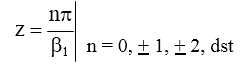 z = nπ/β₁ | n = 0, ± 1, ± 2, dst